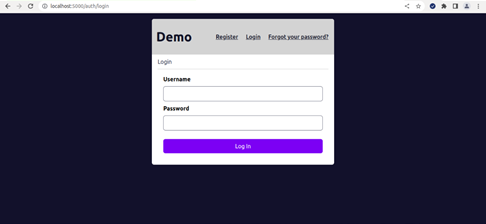 localhost:5000/auth/login
Demo Register Login Forgot your password?
Login
Username
Password
Log In